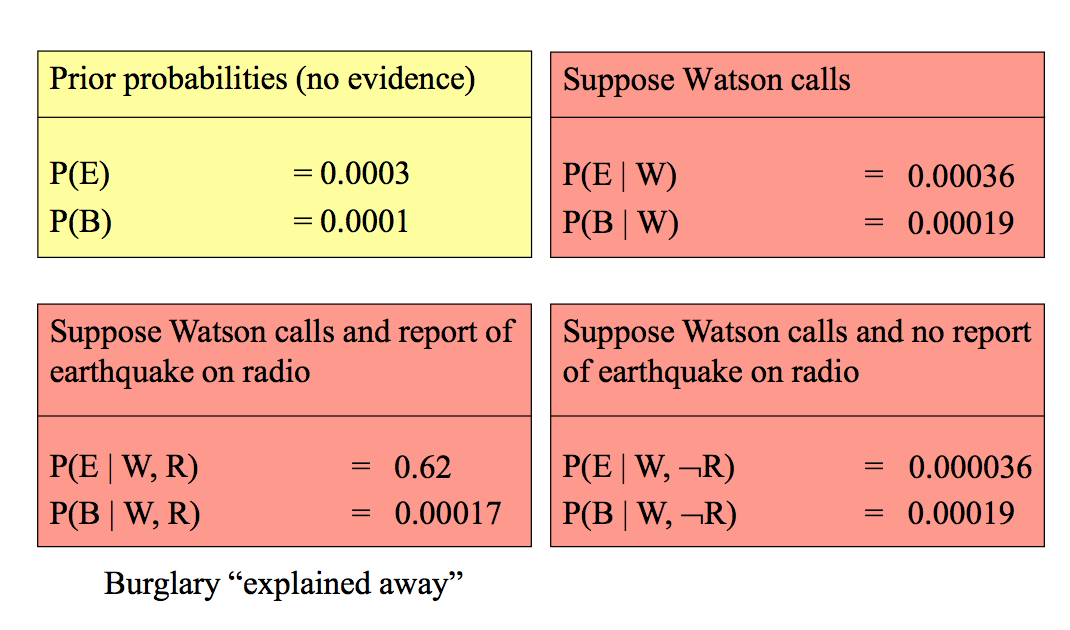 Prior probabilities (no evidence)
P(E) = 0.0003
P(B) = 0.0001
Suppose Watson calls
P(E | W) = 0.00036
P(B | W) = 0.00019
Suppose Watson calls and report of
earthquake on radio
P(E | W, R) = 0.62
P(B | W, R) = 0.00017
Suppose Watson calls and no report
of earthquake on radio
P(E | W, ¬R) = 0.000036
P(B | W, ¬R) = 0.00019
Burglary “explained away”